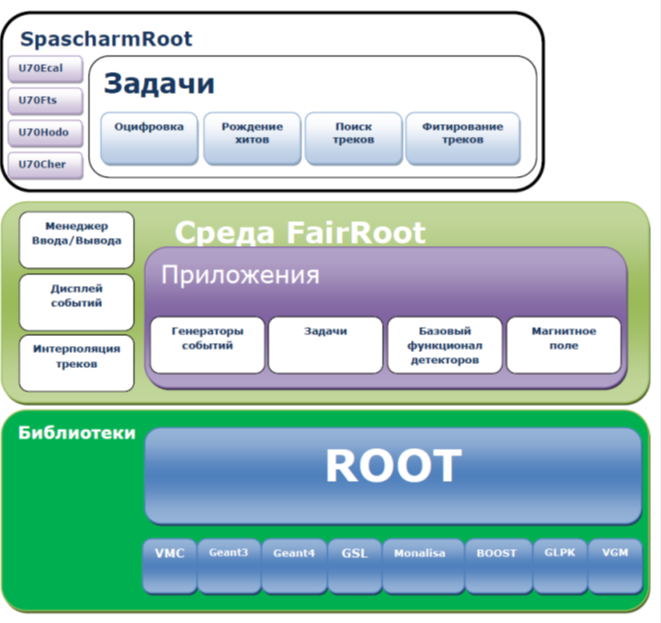 SpascharmRoot
U70Ecal
U70Fts
U70Hodo
U70Cher
Задачи
Оцифровка
Рождение
хитов
Поиск
треков
Фитирование
треков
Менеджер
Ввода/Вывода
Дисплей
событий
Интерполяция
треков
Среда FairRoot
Приложения
Генераторы
событий
Задачи
Базовый
функционал
детекторов
Магнитное
поле
Библиотеки
ROOT
VMC
Geant3
Geant4
GSL
Monalisa
BOOST
GLPK
VGM